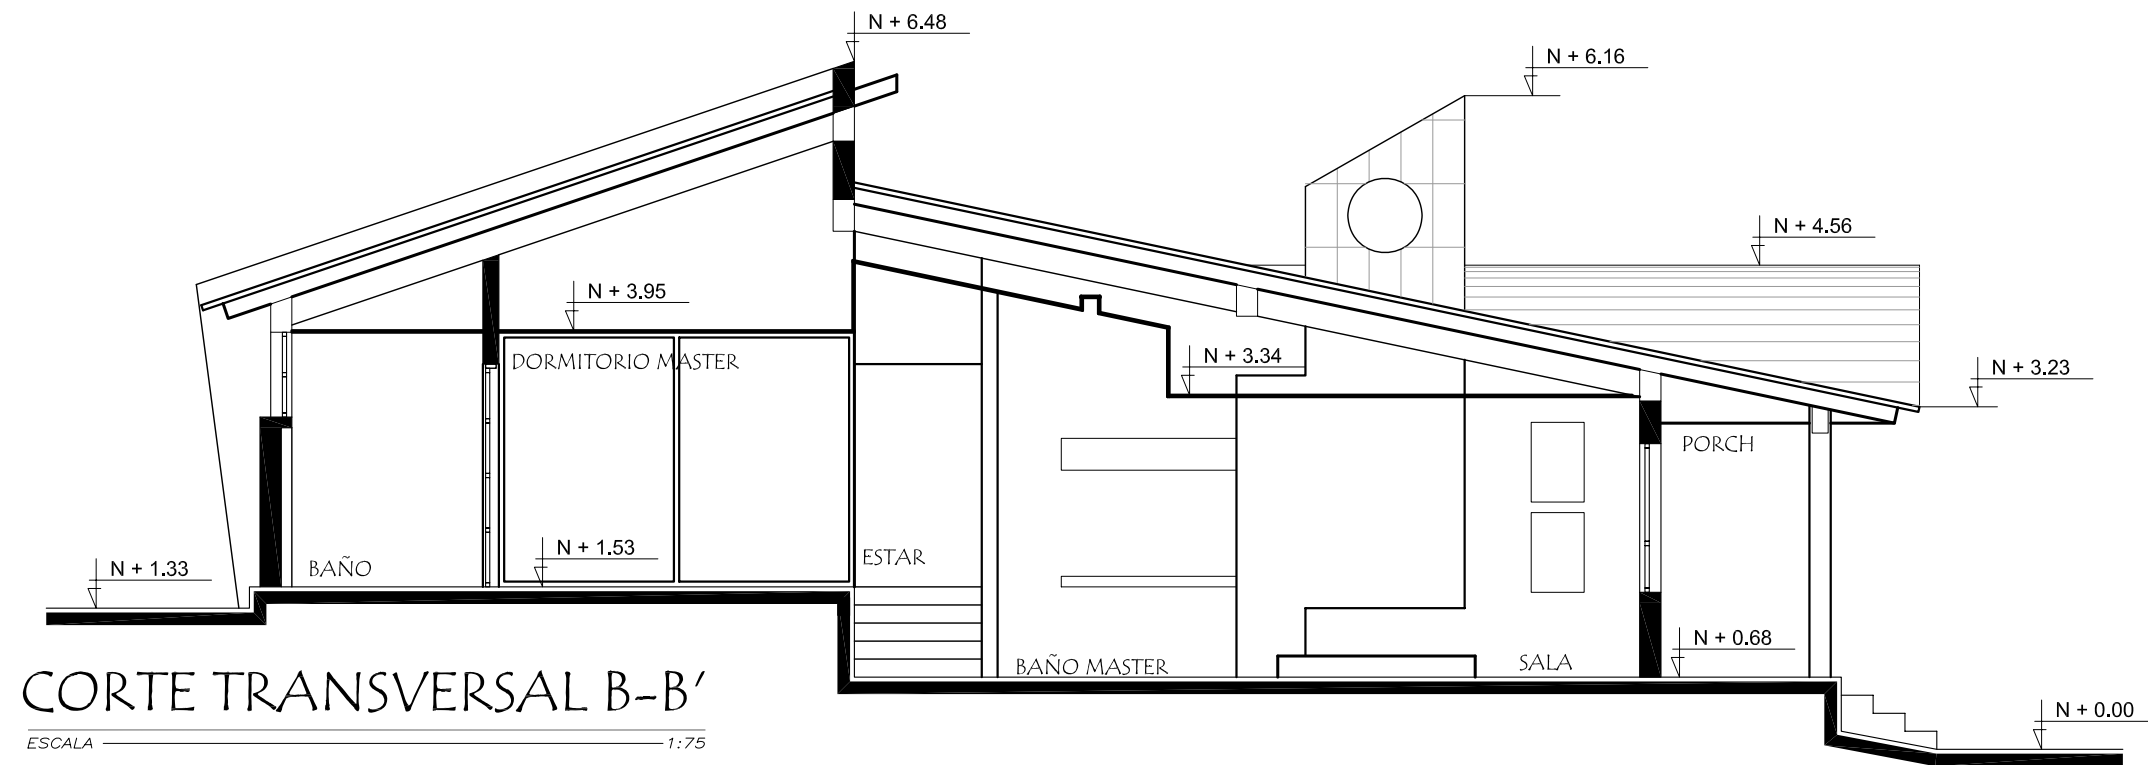 N + 6.48
N + 6.16
N + 4.56
N + 3.95
N + 3.34
N + 3.23
DORMITORIO MASTER
PORCH
N + 1.33
BAÑO
N + 1.53
ESTAR
BAÑO MASTER
SALA
N + 0.68
N + 0.00
CORTE TRANSVERSAL B-B'
ESCALA 1:75